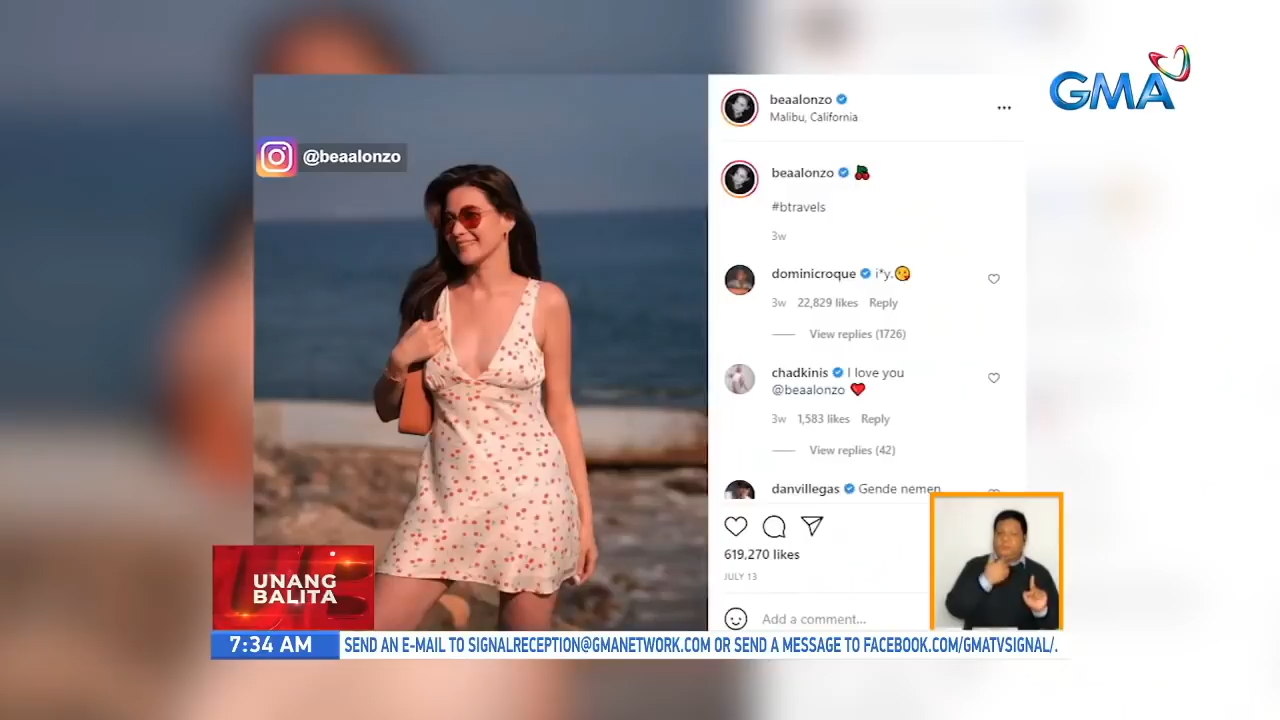 GMA
@beaalonzo
beaalonzo
Malibu, California
beaalonzo 🍒
#btravels
3w
dominicroque i*y.😘
3w 22,829 likes Reply
View replies (1726)
chadkinis I love you
@beaalonzo ❤️
3w 1,583 likes Reply
View replies (42)
danvillegas Gende nemen
619,270 likes
JULY 13
Add a comment...
UNANG
BALITA
7:34 AM SEND AN E-MAIL TO SIGNALRECEPTION@GMANETWORK.COM OR SEND A MESSAGE TO FACEBOOK.COM/GMATVSIGNAL/.